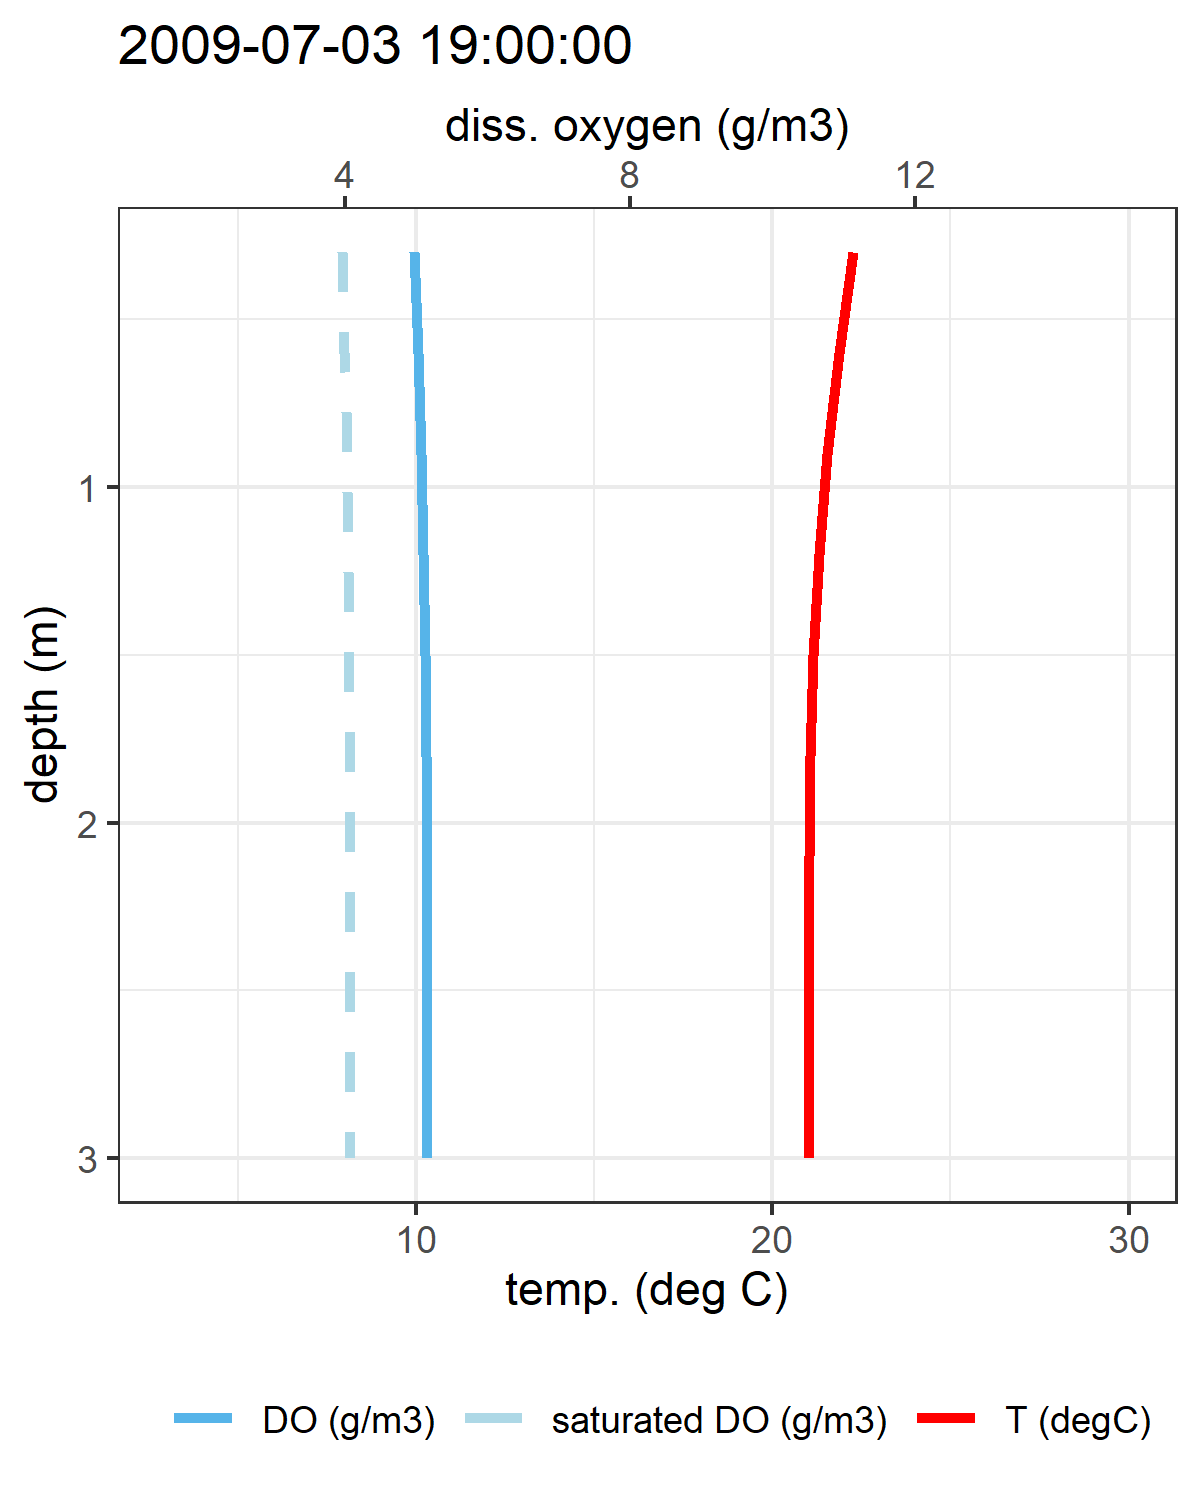 2009-07-03 19:00:00
diss. oxygen (g/m3)
4 8 12
depth (m)
1
2
3
10 20 30
temp. (deg C)
DO (g/m3) saturated DO (g/m3) T (degC)